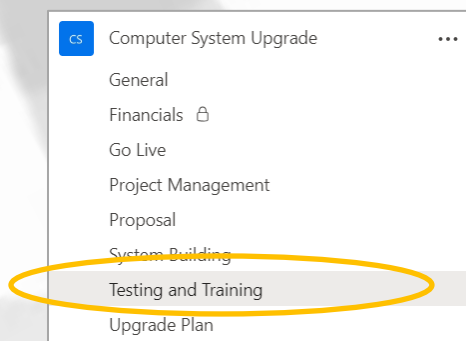 CS Computer System Upgrade ...
General
Financials
Go Live
Project Management
Proposal
System Building
Testing and Training
Upgrade Plan